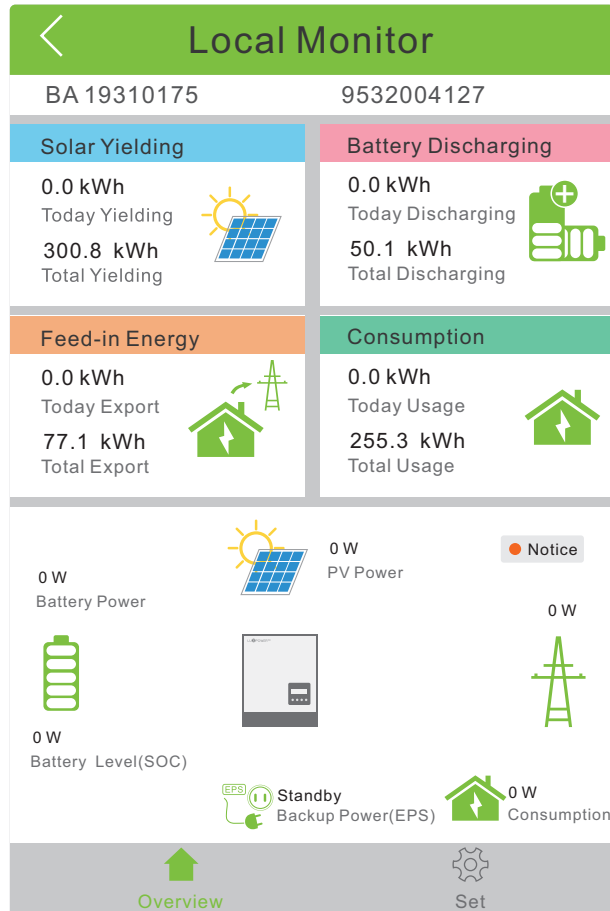 Local Monitor
BA 19310175 9532004127
Solar Yielding
0.0 kWh
Today Yielding
300.8 kWh
Total Yielding
Battery Discharging
0.0 kWh
Today Discharging
50.1 kWh
Total Discharging
Feed-in Energy
0.0 kWh
Today Export
77.1 kWh
Total Export
Consumption
0.0 kWh
Today Usage
255.3 kWh
Total Usage
0 W
PV Power
Notice
0 W
Battery Power
0 W
0 W
Battery Level(SOC)
EPS
Standby
Backup Power(EPS)
0 W
Consumption
Overview
Set